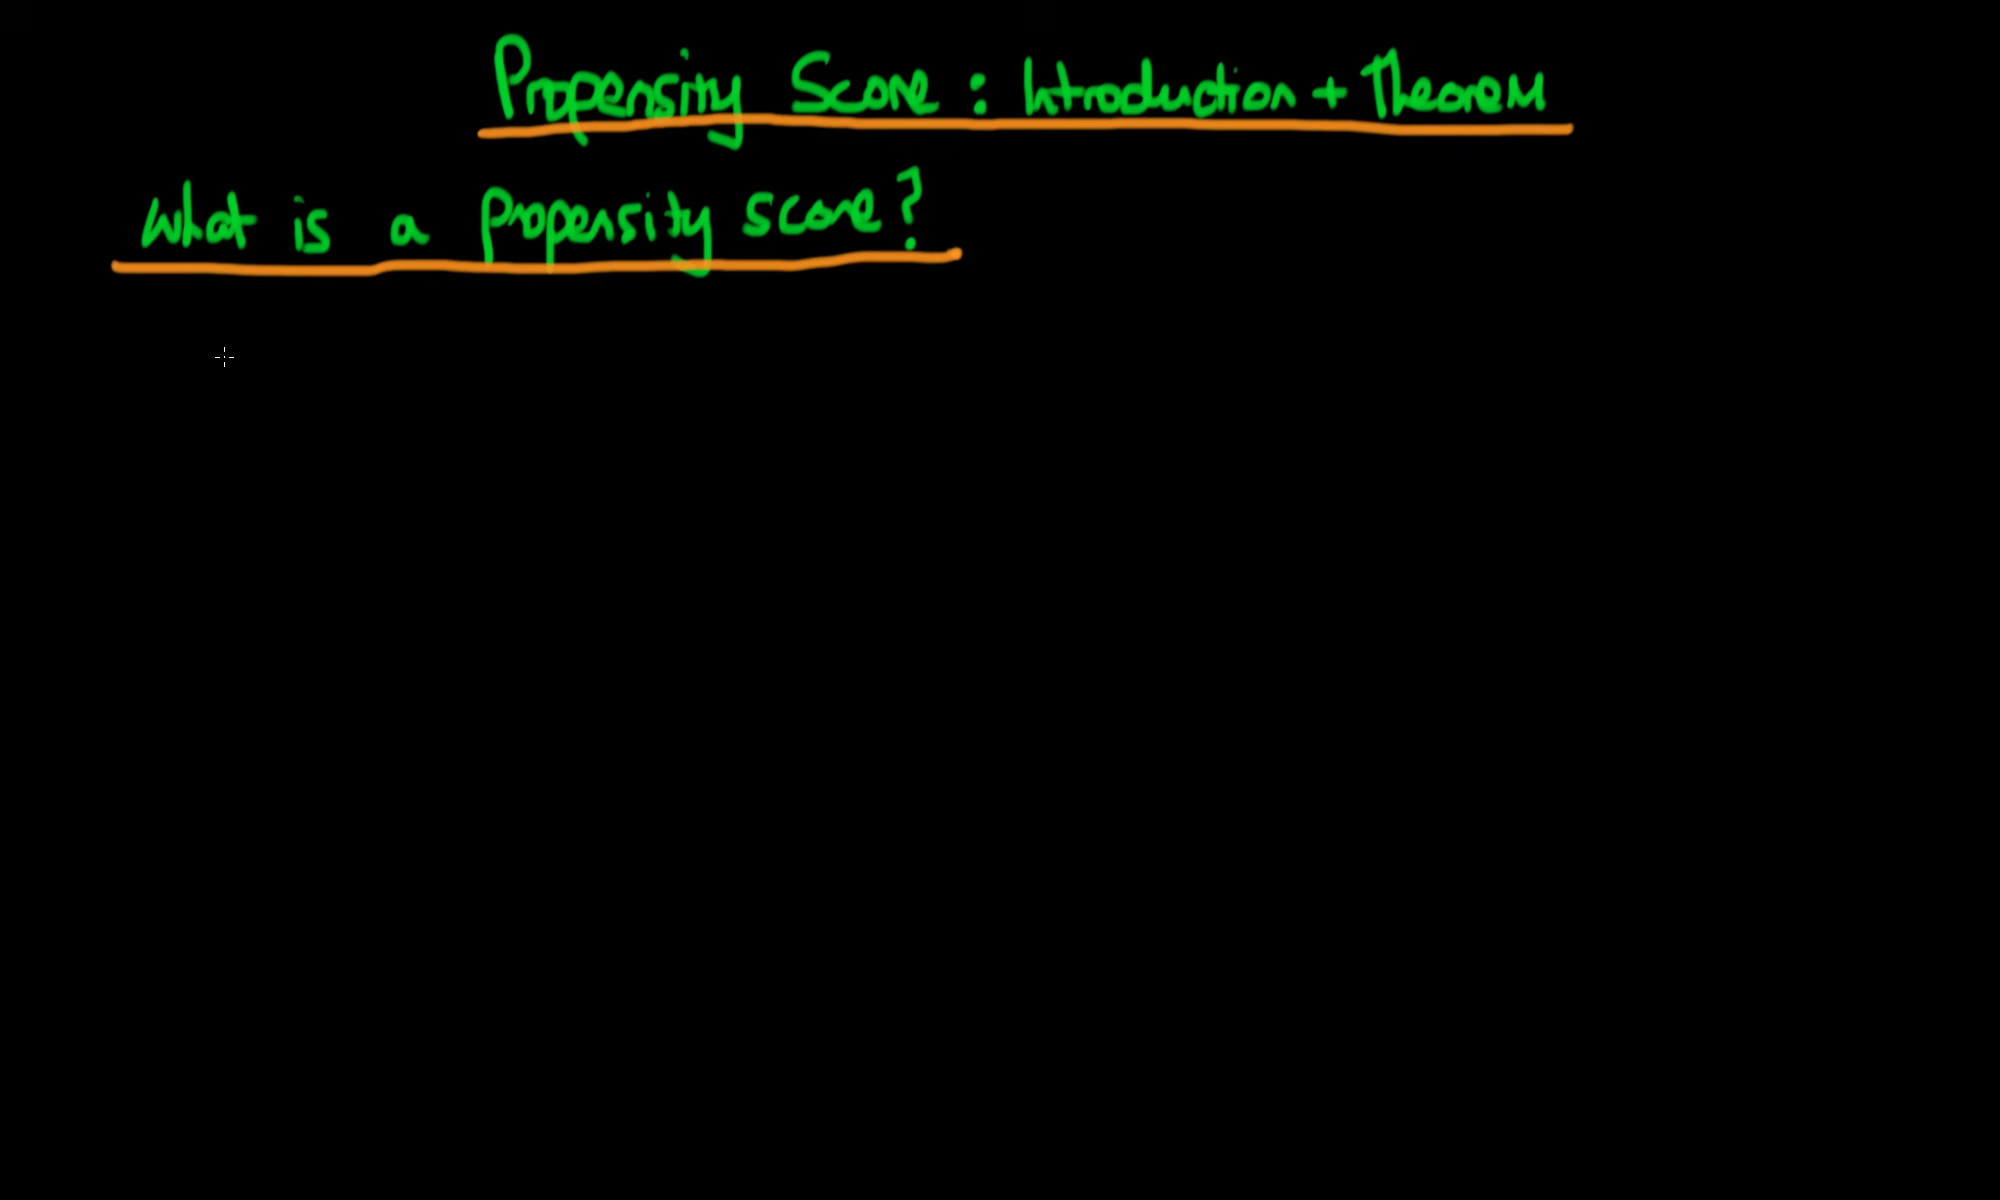 Propensity Score : Introduction + Theorem
What is a propensity score?